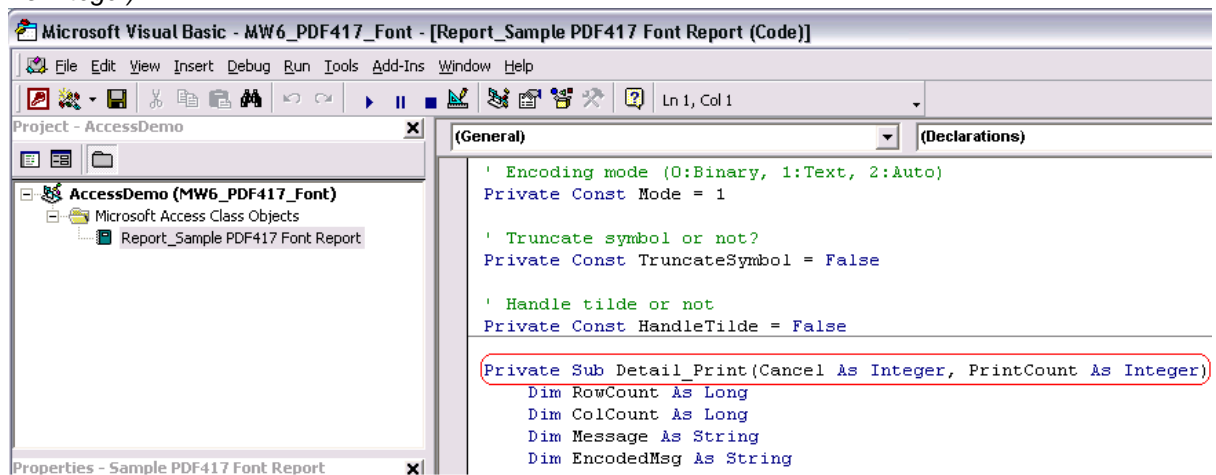 Microsoft Visual Basic - MW6_PDF417_Font - [Report_Sample PDF417 Font Report (Code)]
File Edit View Insert Debug Run Tools Add-Ins Window Help
Ln 1, Col 1
Project - AccessDemo
AccessDemo (MW6_PDF417_Font)
Microsoft Access Class Objects
Report_Sample PDF417 Font Report
Properties - Sample PDF417 Font Report
(General)
(Declarations)
' Encoding mode (0:Binary, 1:Text, 2:Auto)
Private Const Mode = 1
' Truncate symbol or not?
Private Const TruncateSymbol = False
' Handle tilde or not
Private Const HandleTilde = False
Private Sub Detail_Print(Cancel As Integer, PrintCount As Integer)
Dim RowCount As Long
Dim ColCount As Long
Dim Message As String
Dim EncodedMsg As String